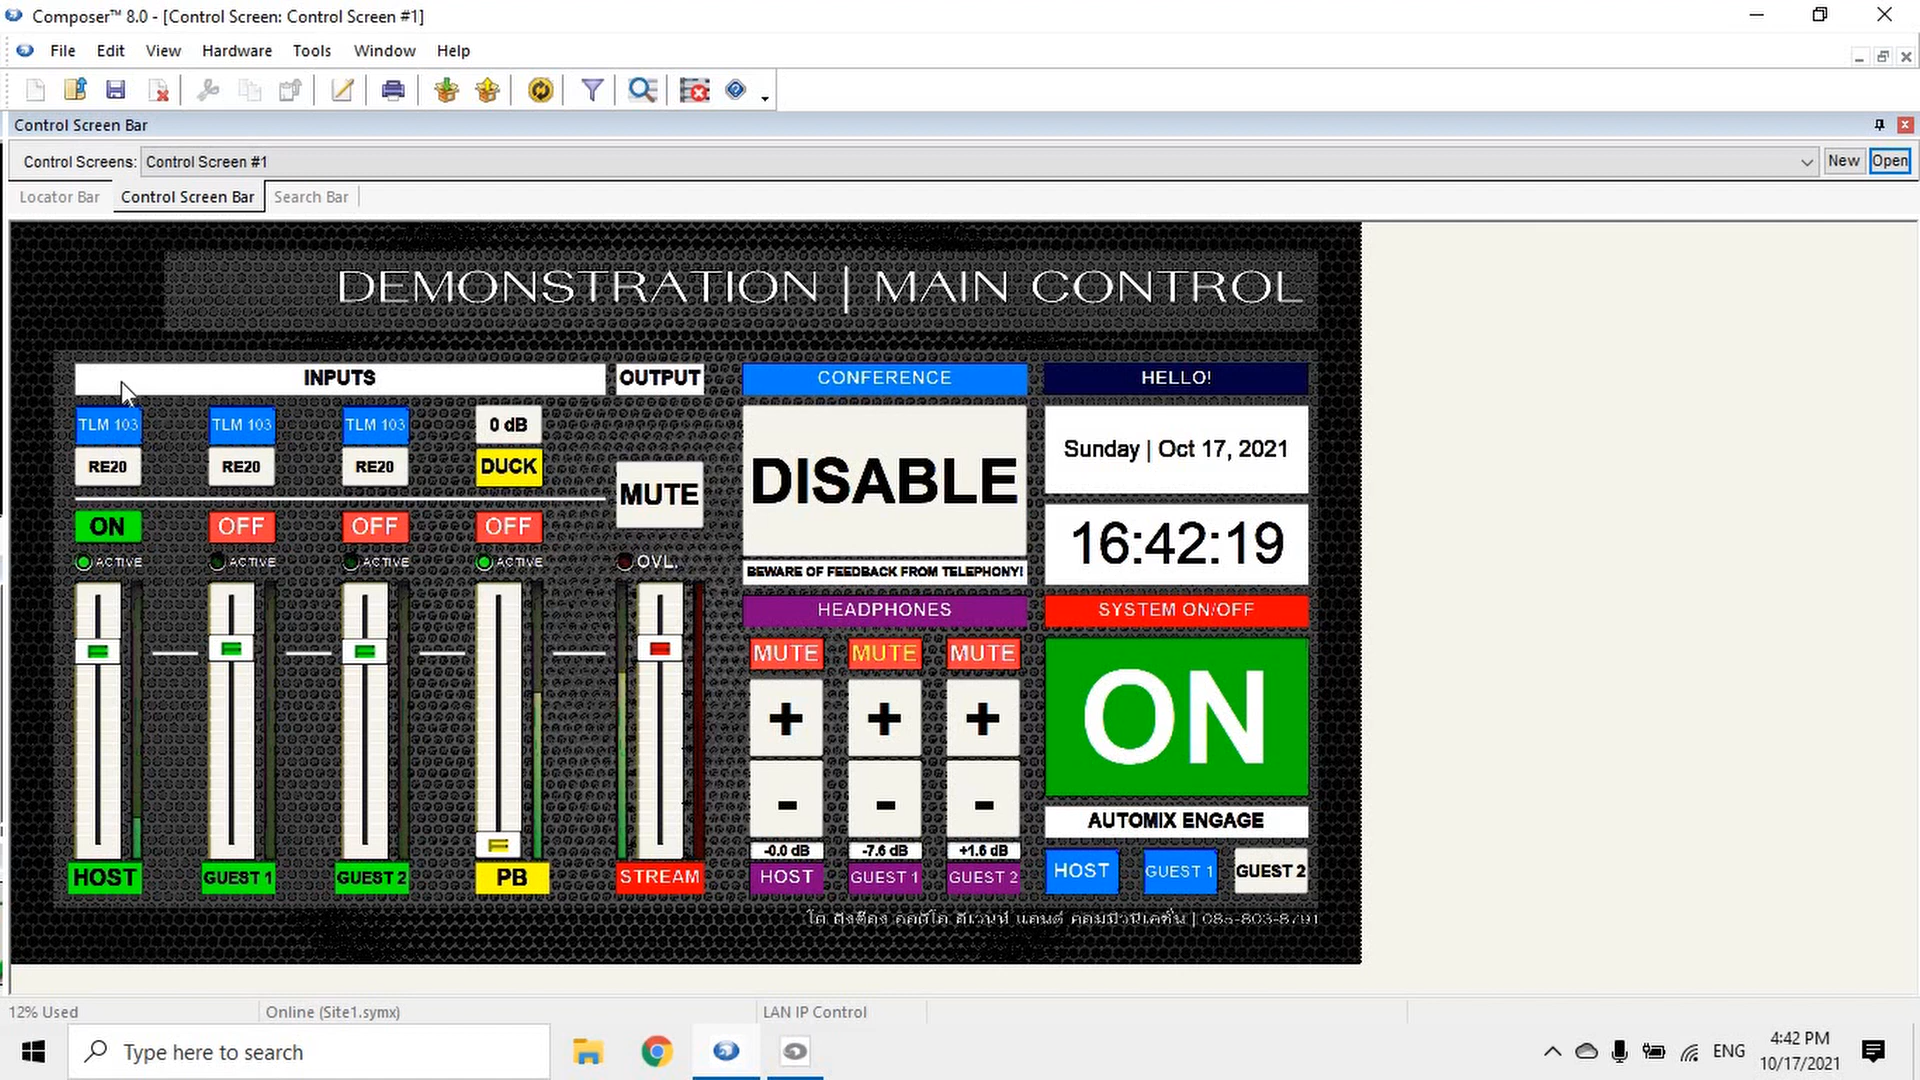 Composer™ 8.0 - [Control Screen: Control Screen #1]
File Edit View Hardware Tools Window Help
Control Screen Bar
Control Screens: Control Screen #1 New Open
Locator Bar Control Screen Bar Search Bar
DEMONSTRATION | MAIN CONTROL
INPUTS OUTPUT CONFERENCE HELLO!
TLM 103 TLM 103 TLM 103 0 dB
RE20 RE20 RE20 DUCK
MUTE DISABLE Sunday | Oct 17, 2021
ON OFF OFF OFF
16:42:19
ACTIVE ACTIVE ACTIVE ACTIVE OVL.
BEWARE OF FEEDBACK FROM TELEPHONY!
HEADPHONES SYSTEM ON/OFF
MUTE MUTE MUTE
+ + + ON
- - -
AUTOMIX ENGAGE
-0.0 dB -7.6 dB +1.6 dB
HOST GUEST 1 GUEST 2 PB STREAM HOST GUEST 1 GUEST 2 HOST GUEST 1 GUEST 2
| 085-803-8791
12% Used Online (Site1.symx) LAN IP Control
Type here to search ENG 4:42 PM
10/17/2021